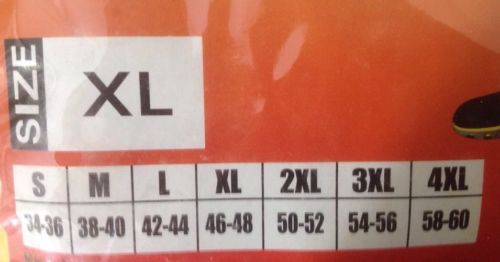 SIZE
XL
S M L XL 2XL 3XL 4XL
34-36 38-40 42-44 46-48 50-52 54-56 58-60